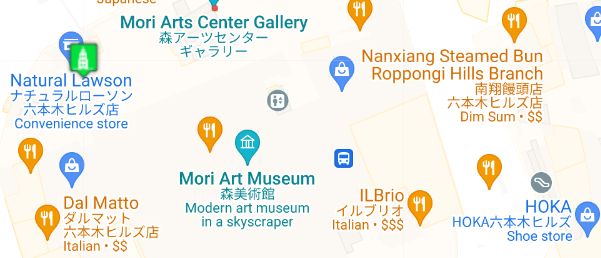 Japanese
Mori Arts Center Gallery
森アーツセンター
ギャラリー
Natural Lawson
ナチュラルローソン
六本木ヒルズ店
Convenience store
Nanxiang Steamed Bun
Roppongi Hills Branch
南翔饅頭店
六本木ヒルズ店
Dim Sum • $$
Mori Art Museum
森美術館
Modern art museum
in a skyscraper
Dal Matto
ダルマット
六本木ヒルズ店
Italian • $$
ILBrio
イルブリオ
Italian • $$$
HOKA
HOKA六本木ヒルズ
Shoe store